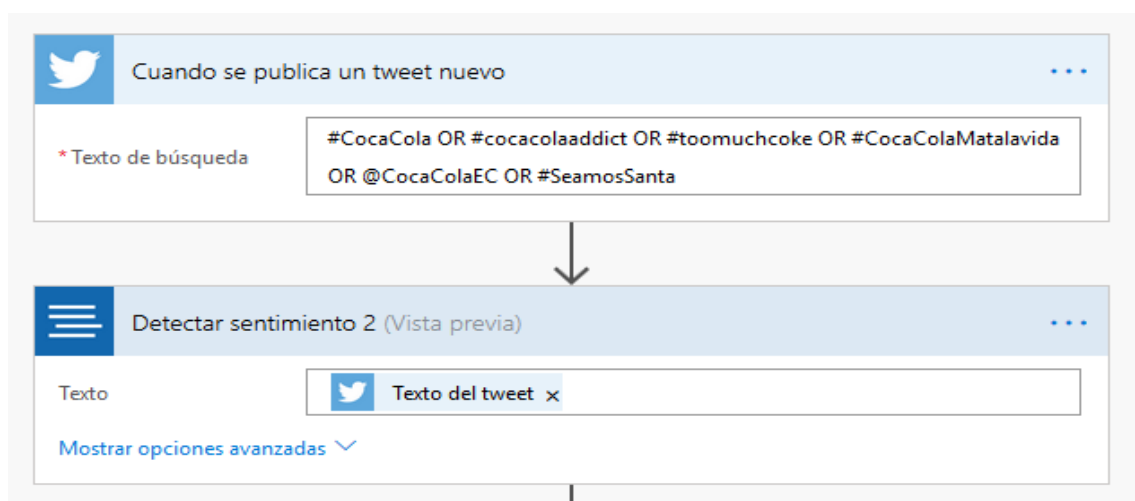 Cuando se publica un tweet nuevo
* Texto de búsqueda
#CocaCola OR #cocacolaaddict OR #toomuchcoke OR #CocaColaMatalavida
OR @CocaColaEC OR #SeamosSanta
Detectar sentimiento 2 (Vista previa)
Texto
Texto del tweet ×
Mostrar opciones avanzadas